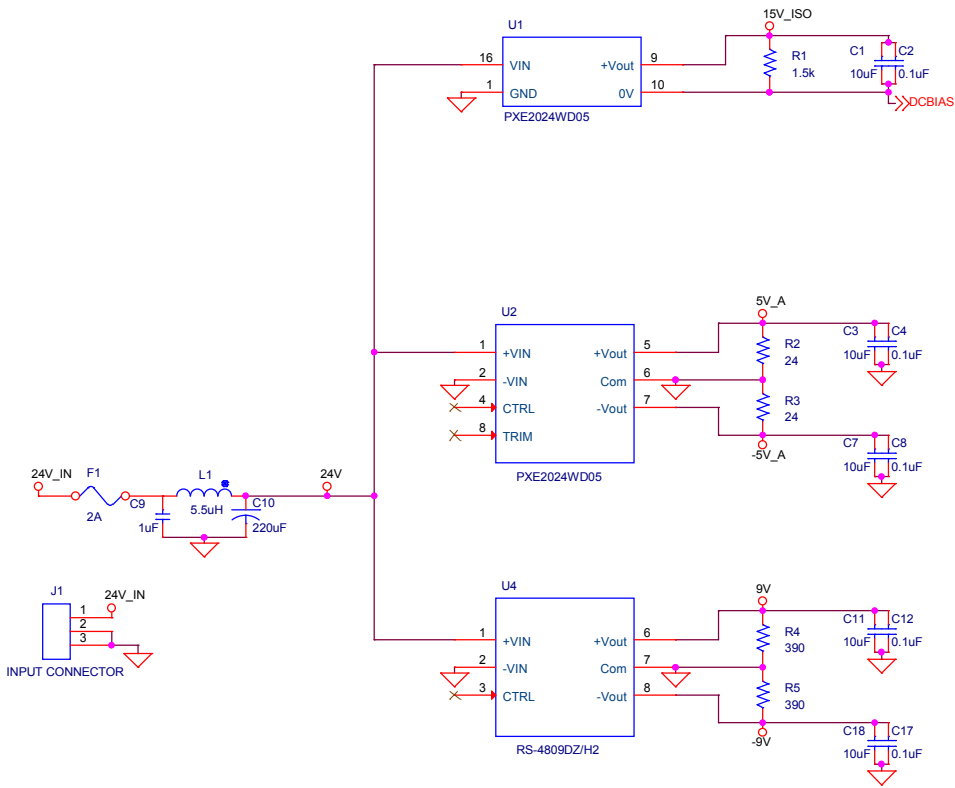 15V_ISO
U1
16 VIN +Vout 9
1 GND 0V 10
PXE2024WD05
R1
1.5k
C1 C2
10uF 0.1uF
DCBIAS
5V_A
U2
1 +VIN +Vout 5
2 -VIN Com 6
4 CTRL -Vout 7
8 TRIM
PXE2024WD05
R2
24
R3
24
-5V_A
C3 C4
10uF 0.1uF
C7 C8
10uF 0.1uF
24V_IN F1 L1 24V
2A C9 5.5uH C10
1uF 220uF
J1 24V_IN
1
2
3
INPUT CONNECTOR
9V
U4
1 +VIN +Vout 6
2 -VIN Com 7
3 CTRL -Vout 8
RS-4809DZ/H2
R4
390
R5
390
-9V
C11 C12
10uF 0.1uF
C18 C17
10uF 0.1uF